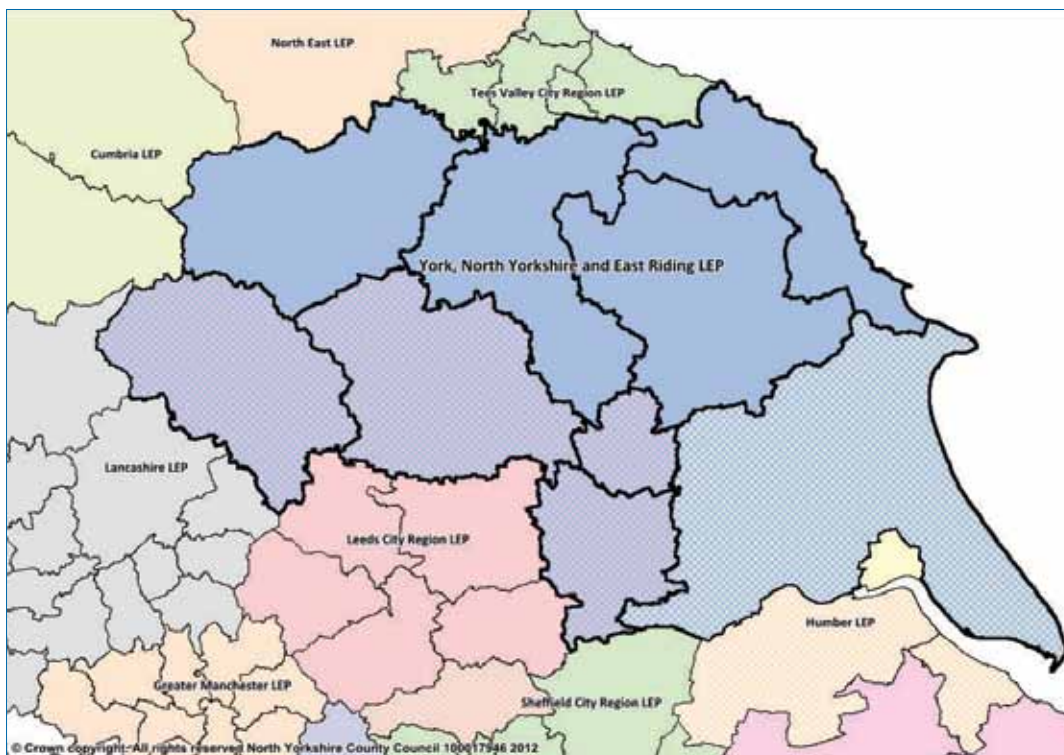 North East LEP
Tees Valley City Region LEP
Cumbria LEP
York, North Yorkshire and East Riding LEP
Lancashire LEP
Leeds City Region LEP
Humber LEP
Greater Manchester LEP
Sheffield City Region LEP
© Crown copyright. All rights reserved North Yorkshire County Council 100017946 2012